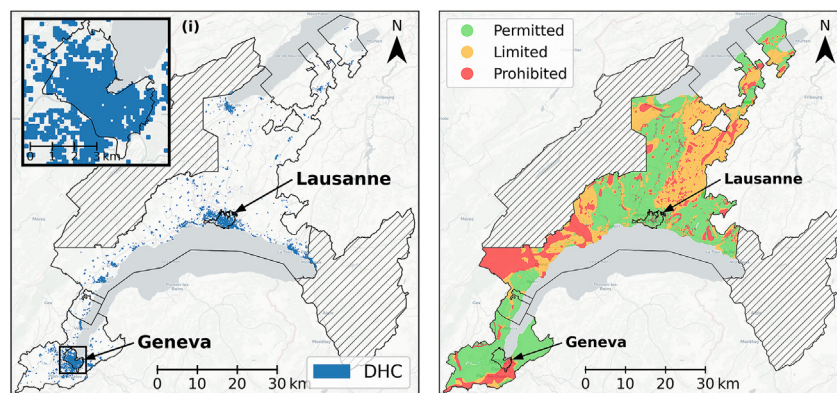 (i)
N
0 1 2 3 km
Lausanne
Geneva
DHC
0 10 20 30 km
Permitted
Limited
Prohibited
N
Lausanne
Geneva
0 10 20 30 km